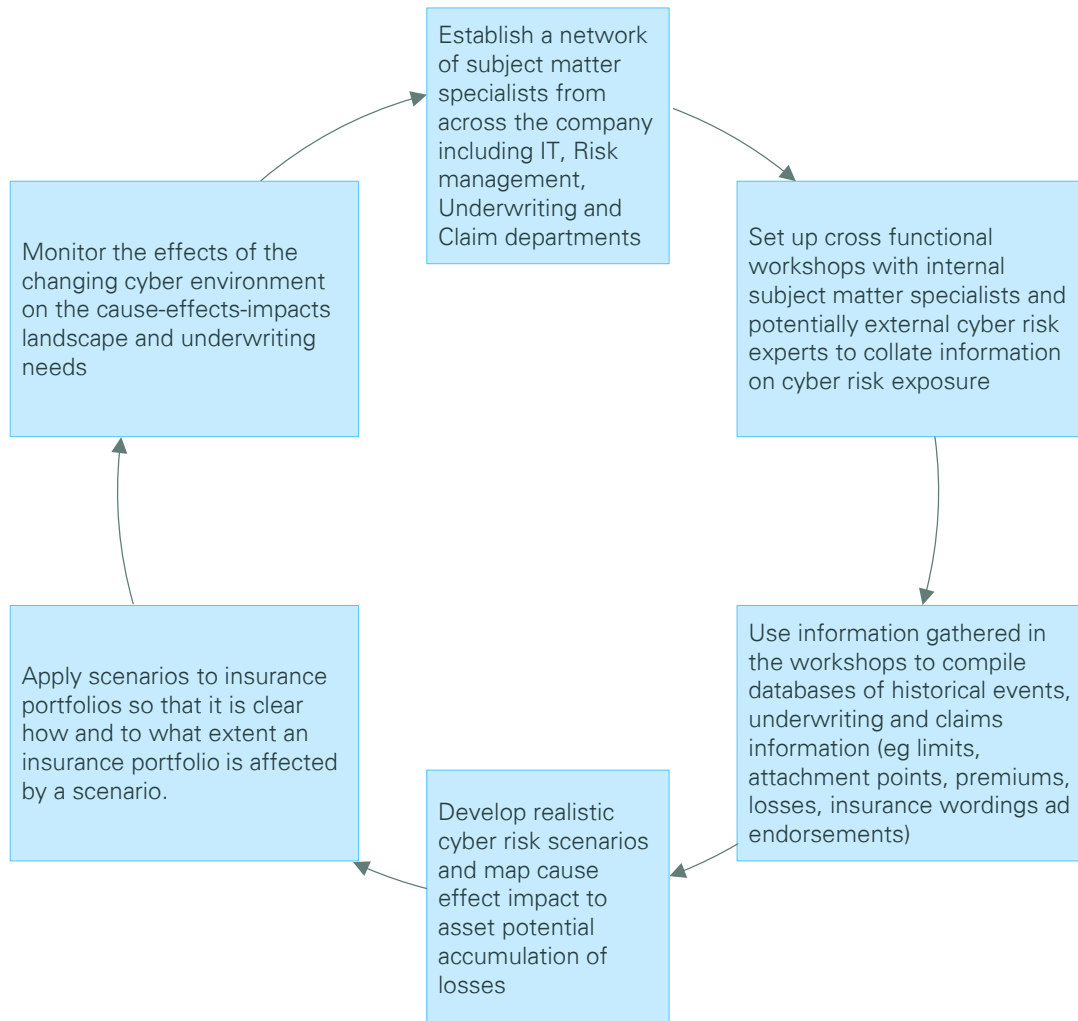 Establish a network
of subject matter
specialists from
across the company
including IT, Risk
management,
Underwriting and
Claim departments
Set up cross functional
workshops with internal
subject matter specialists and
potentially external cyber risk
experts to collate information
on cyber risk exposure
Use information gathered in
the workshops to compile
databases of historical events,
underwriting and claims
information (eg limits,
attachment points, premiums,
losses, insurance wordings ad
endorsements)
Develop realistic
cyber risk scenarios
and map cause
effect impact to
asset potential
accumulation of
losses
Apply scenarios to insurance
portfolios so that it is clear
how and to what extent an
insurance portfolio is affected
by a scenario.
Monitor the effects of the
changing cyber environment
on the cause-effects-impacts
landscape and underwriting
needs